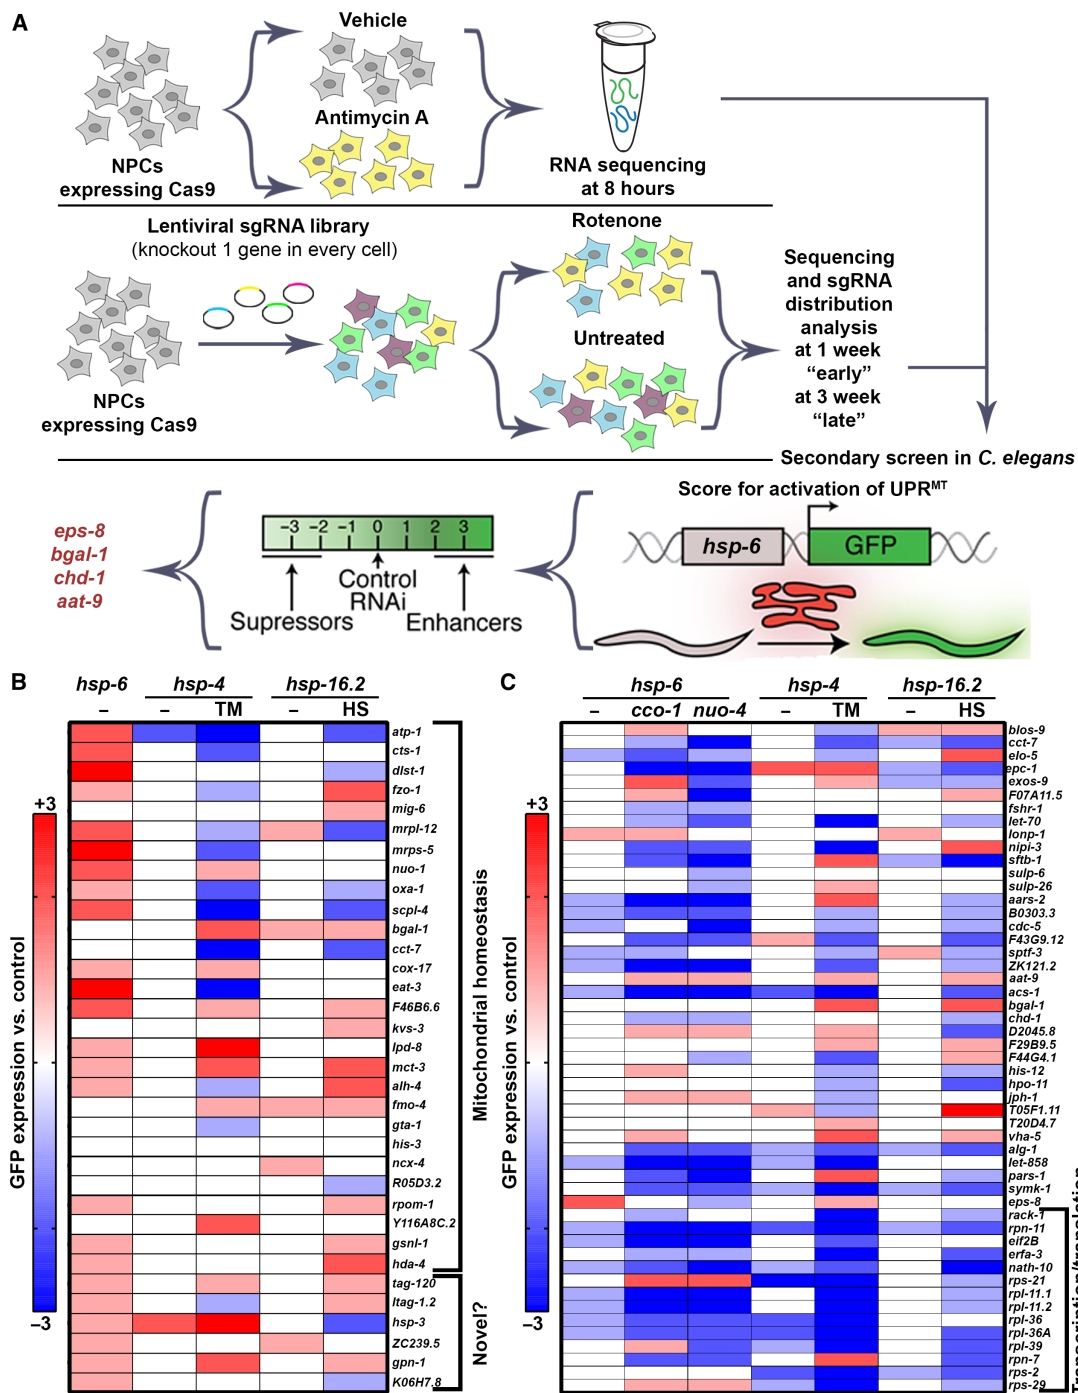 A
Vehicle
Antimycin A
NPCs
expressing Cas9
RNA sequencing
at 8 hours
Lentiviral sgRNA library
(knockout 1 gene in every cell)
NPCs
expressing Cas9
Rotenone
Untreated
Sequencing
and sgRNA
distribution
analysis
at 1 week
“early”
at 3 week
“late”
Secondary screen in C. elegans
Score for activation of UPRMT
hsp-6
GFP
−3 −2 −1 0 1 2 3
Control
RNAi
Supressors
Enhancers
eps-8
bgal-1
chd-1
aat-9
B
hsp-6 hsp-4 hsp-16.2
– – TM – HS
+3
GFP expression vs. control
−3
atp-1
cts-1
dlst-1
fzo-1
mig-6
mrpl-12
mrps-5
nuo-1
oxa-1
scpl-4
bgal-1
cct-7
cox-17
eat-3
F46B6.6
kvs-3
lpd-8
mct-3
alh-4
fmo-4
gta-1
his-3
ncx-4
R05D3.2
rpom-1
Y116A8C.2
gsnl-1
hda-4
tag-120
ltag-1.2
hsp-3
ZC239.5
gpn-1
K06H7.8
Mitochondrial homeostasis
Novel?
C
hsp-6 hsp-4 hsp-16.2
– cco-1 nuo-4 – TM – HS
+3
GFP expression vs. control
−3
blos-9
cct-7
elo-5
epc-1
exos-9
F07A11.5
fshr-1
let-70
lonp-1
nipi-3
sftb-1
sulp-6
sulp-26
aars-2
B0303.3
cdc-5
F43G9.12
sptf-3
ZK121.2
aat-9
acs-1
bgal-1
chd-1
D2045.8
F29B9.5
F44G4.1
his-12
hpo-11
jph-1
T05F1.11
T20D4.7
vha-5
alg-1
let-858
pars-1
symk-1
eps-8
rack-1
rpn-11
eif2B
erfa-3
nath-10
rps-21
rpl-11.1
rpl-11.2
rpl-36
rpl-36A
rpl-39
rpn-7
rps-2
rps-29
Transcription/translation